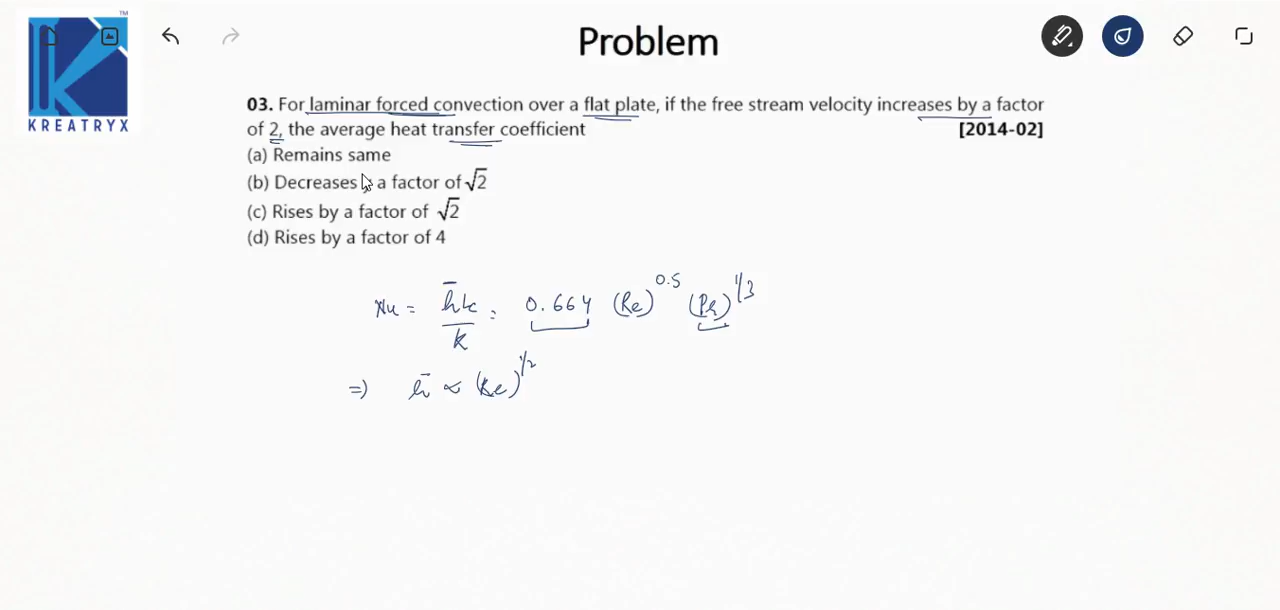 TM
KREATRYX
Problem
03. For laminar forced convection over a flat plate, if the free stream velocity increases by a factor
of 2, the average heat transfer coefficient [2014-02]
(a) Remains same
(b) Decreases by a factor of √2
(c) Rises by a factor of √2
(d) Rises by a factor of 4
Nu = h̄L/k = 0.664 (Re)^0.5 (Pr)^1/3
=) h̄ ∝ (Re)^1/2